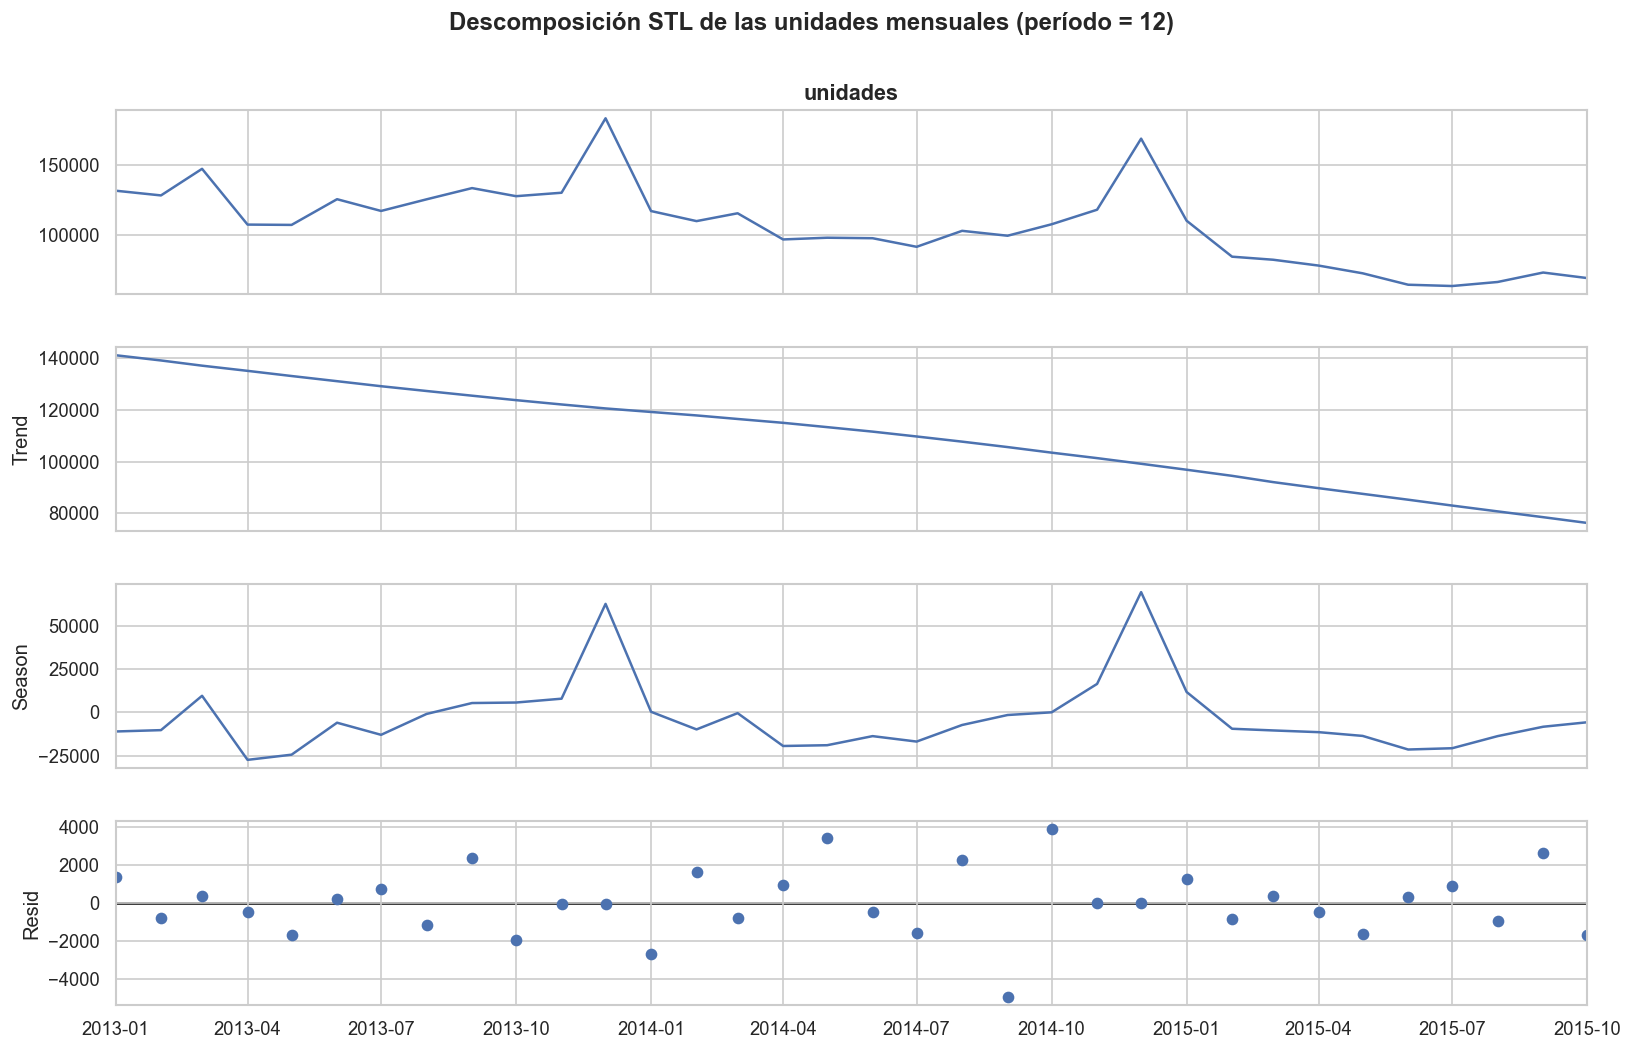 Descomposición STL de las unidades mensuales (período = 12)
unidades
150000
100000
Trend
140000
120000
100000
80000
Season
50000
25000
0
−25000
Resid
4000
2000
0
−2000
−4000
2013-01 2013-04 2013-07 2013-10 2014-01 2014-04 2014-07 2014-10 2015-01 2015-04 2015-07 2015-10